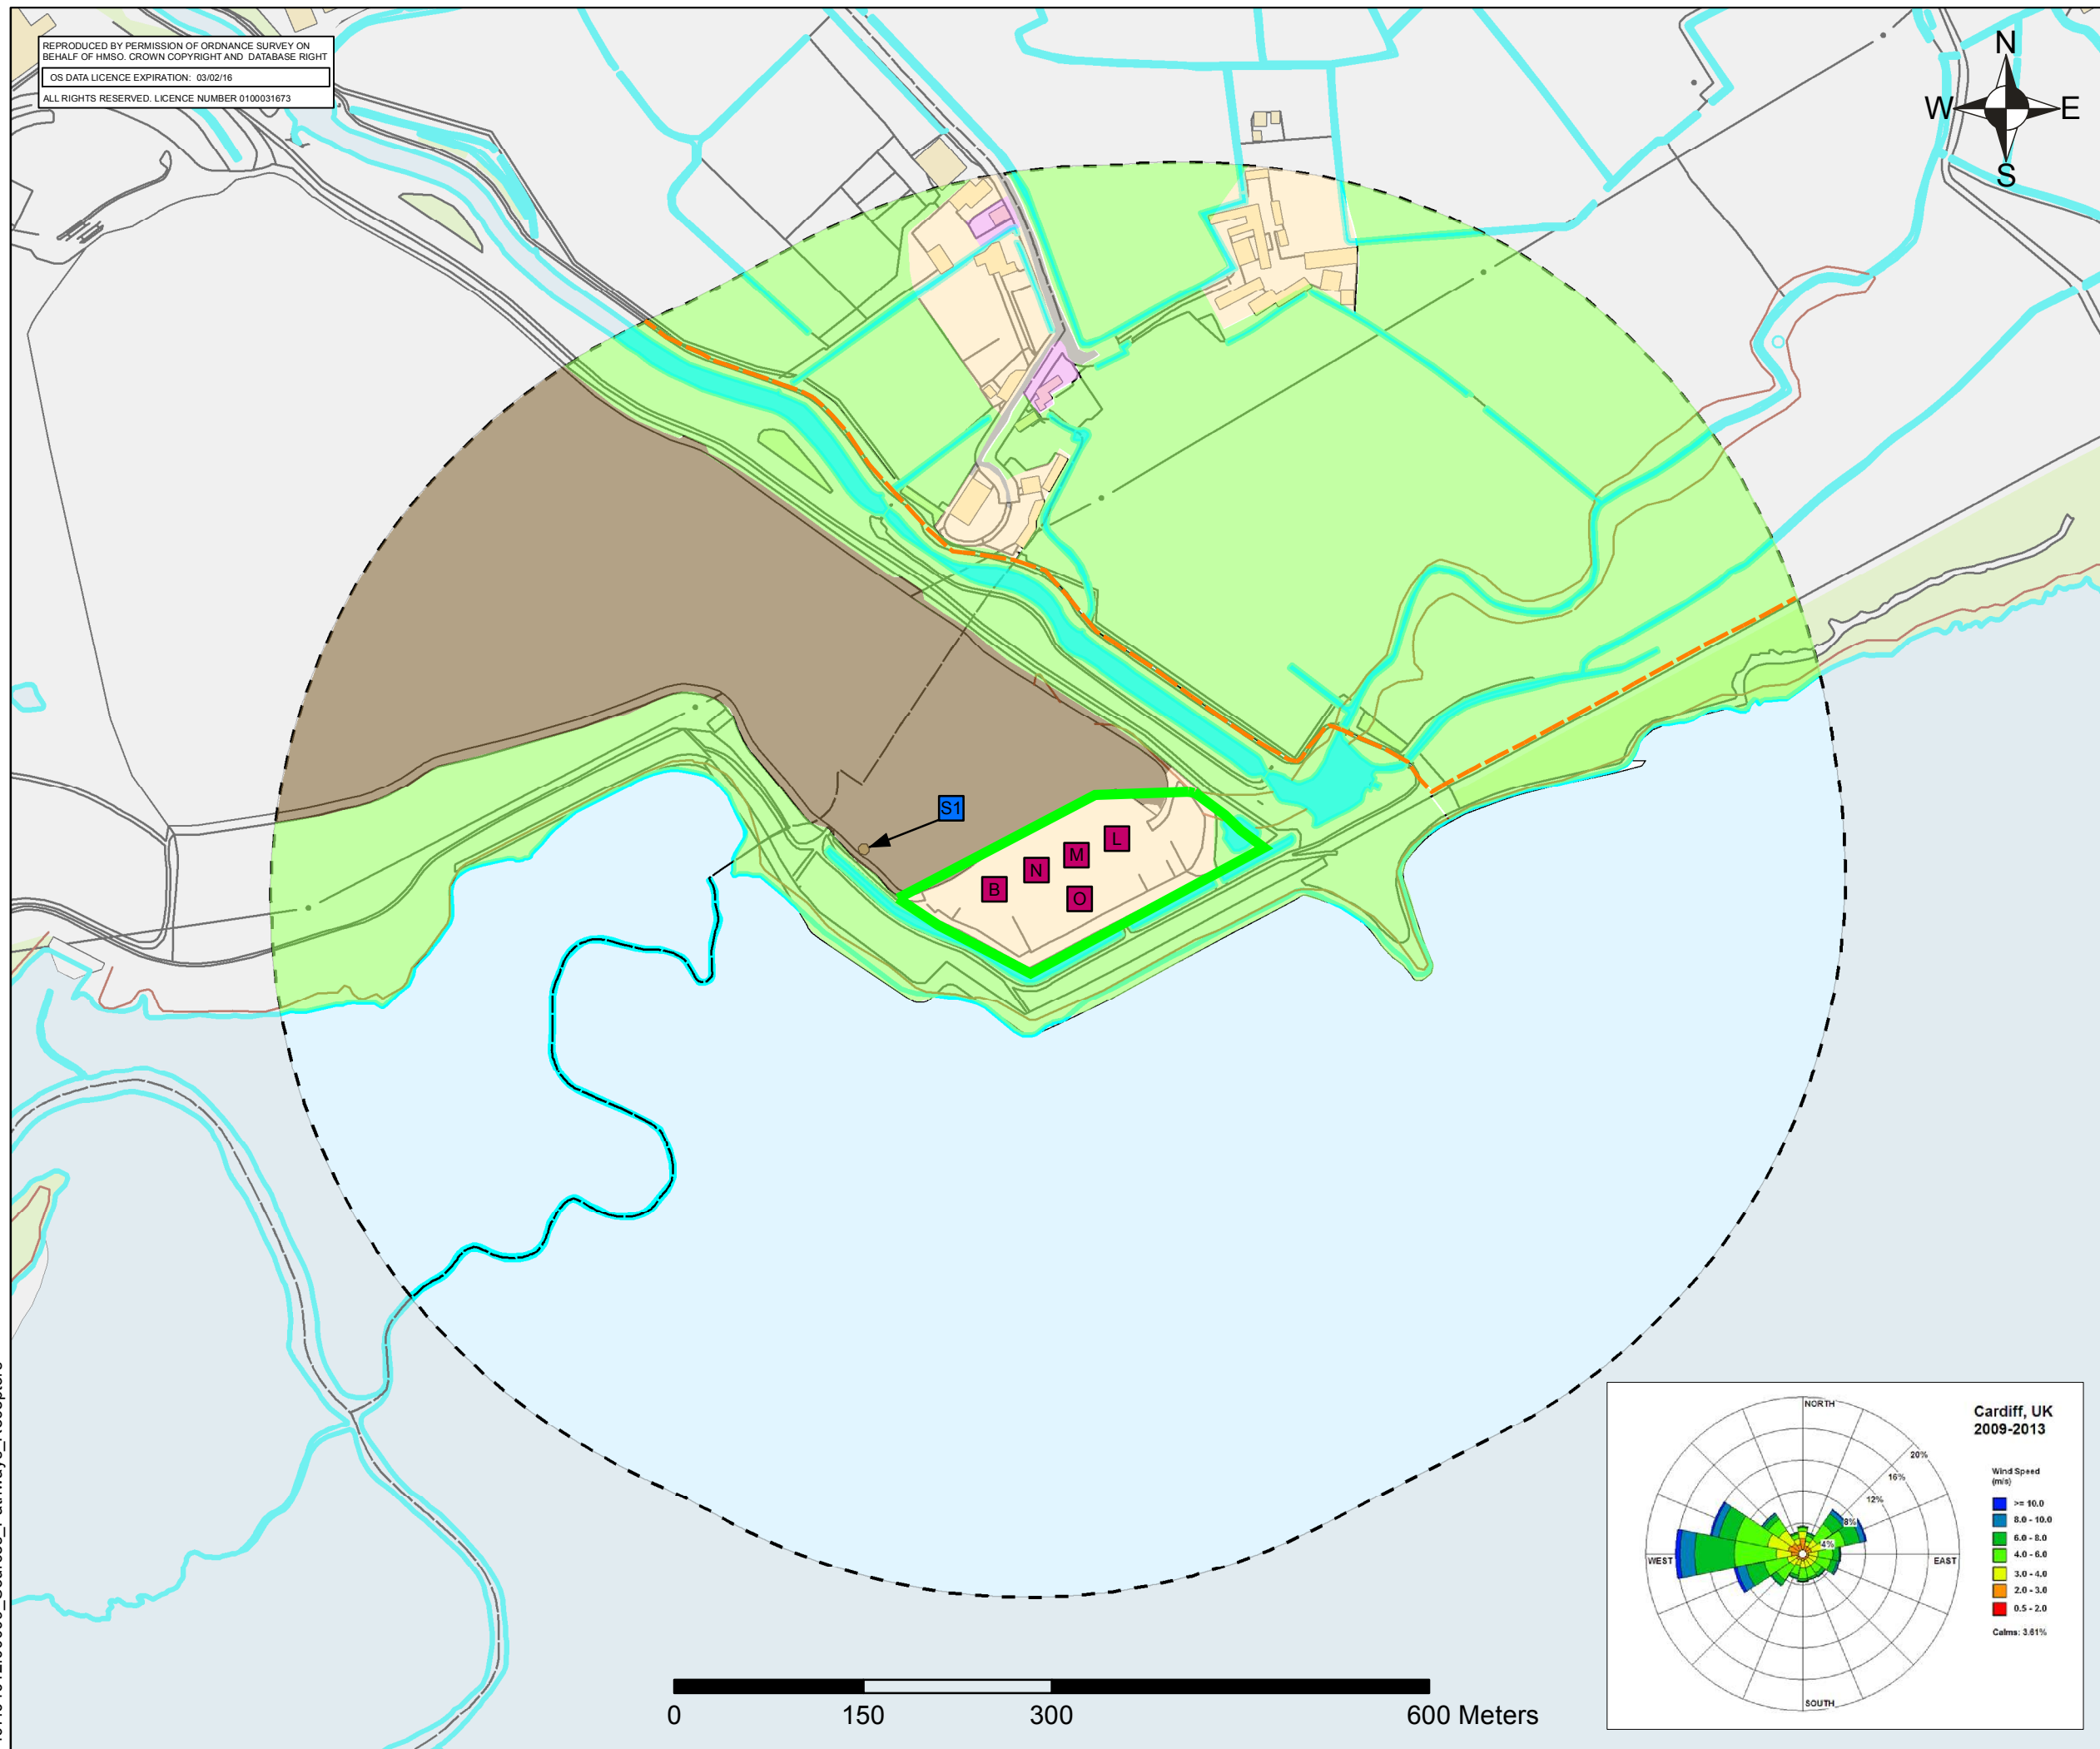 REPRODUCED BY PERMISSION OF ORDNANCE SURVEY ON
BEHALF OF HMSO. CROWN COPYRIGHT AND DATABASE RIGHT
OS DATA LICENCE EXPIRATION: 03/02/16
ALL RIGHTS RESERVED. LICENCE NUMBER 0100031673
N
W E
S
S1
L
M
N
B
O
NORTH
Cardiff, UK
2009-2013
20%
16%
12%
8%
4%
WEST
EAST
SOUTH
Wind Speed
(m/s)
>= 10.0
8.0 - 10.0
6.0 - 8.0
4.0 - 6.0
3.0 - 4.0
2.0 - 3.0
0.5 - 2.0
Calms: 3.61%
0 150 300 600 Meters